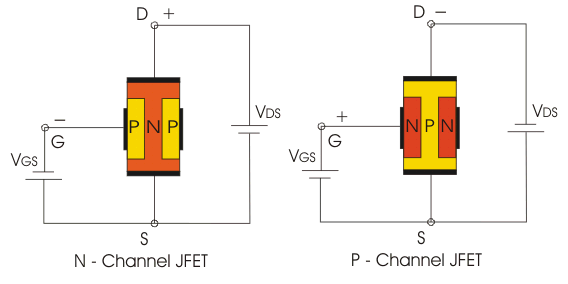 D +
D −
P N P
N P N
−
+
G
G
VGS
VGS
VDS
VDS
S
S
N - Channel JFET
P - Channel JFET